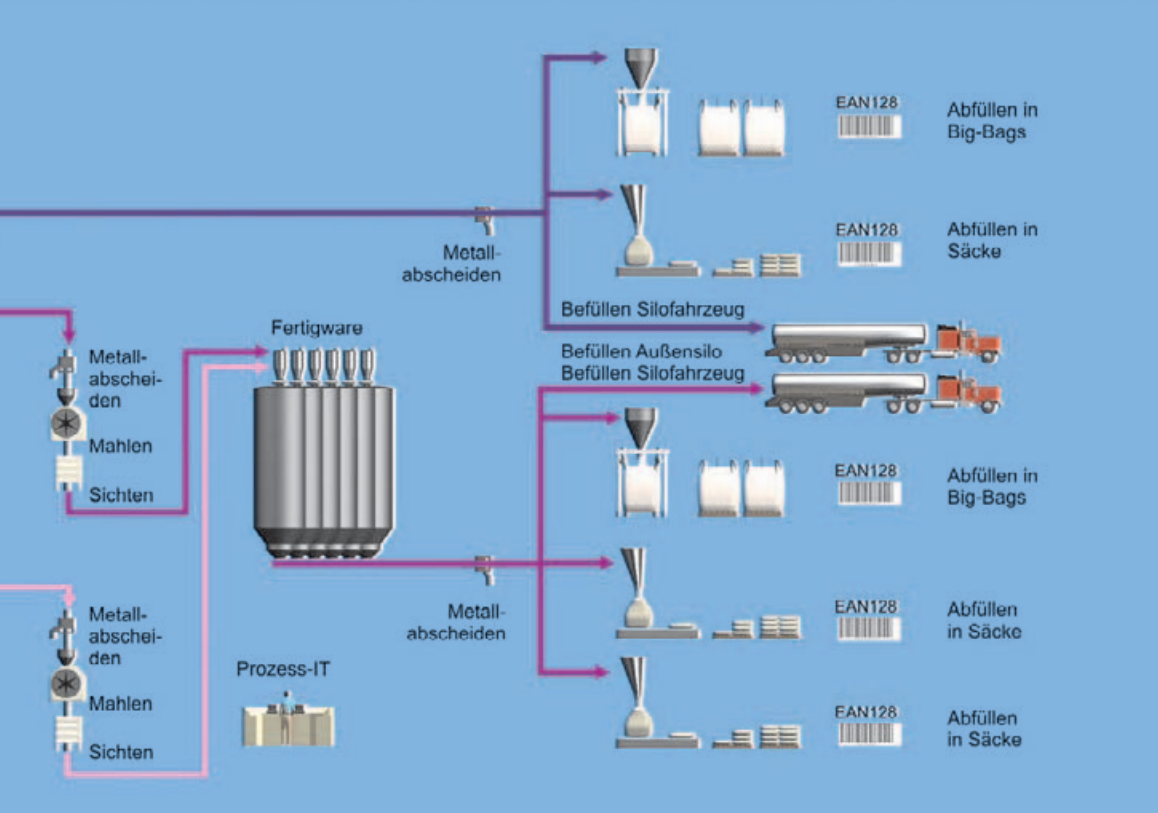 EAN128
Abfüllen in
Big-Bags
EAN128
Abfüllen in
Säcke
Metall-
abscheiden
Befüllen Silofahrzeug
Fertigware
Befüllen Außensilo
Befüllen Silofahrzeug
Metall-
abschei-
den
Mahlen
Sichten
EAN128
Abfüllen in
Big-Bags
Metall-
abscheiden
EAN128
Abfüllen
in Säcke
Metall-
abschei-
den
Mahlen
Sichten
Prozess-IT
EAN128
Abfüllen
in Säcke